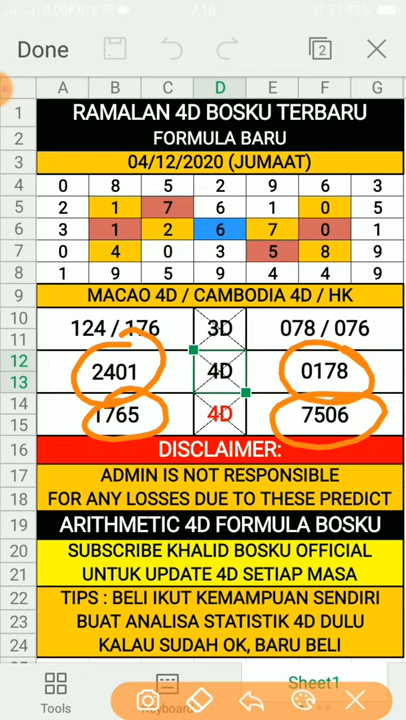 7.10
93%
Done
2
A B C D E F G
1 RAMALAN 4D BOSKU TERBARU
2 FORMULA BARU
3 04/12/2020 (JUMAAT)
4 0 8 5 2 9 6 3
5 2 1 7 6 1 0 5
6 3 1 2 6 7 0 1
7 0 4 0 3 5 8 9
8 1 9 5 9 4 4 9
9 MACAO 4D / CAMBODIA 4D / HK
10
11 124 / 176 3D 078 / 076
12
13 2401 4D 0178
14
15 1765 4D 7506
16 DISCLAIMER:
17 ADMIN IS NOT RESPONSIBLE
18 FOR ANY LOSSES DUE TO THESE PREDICT
19 ARITHMETIC 4D FORMULA BOSKU
20 SUBSCRIBE KHALID BOSKU OFFICIAL
21 UNTUK UPDATE 4D SETIAP MASA
22 TIPS : BELI IKUT KEMAMPUAN SENDIRI
23 BUAT ANALISA STATISTIK 4D DULU
24 KALAU SUDAH OK, BARU BELI
Tools Keyboard Sheet1